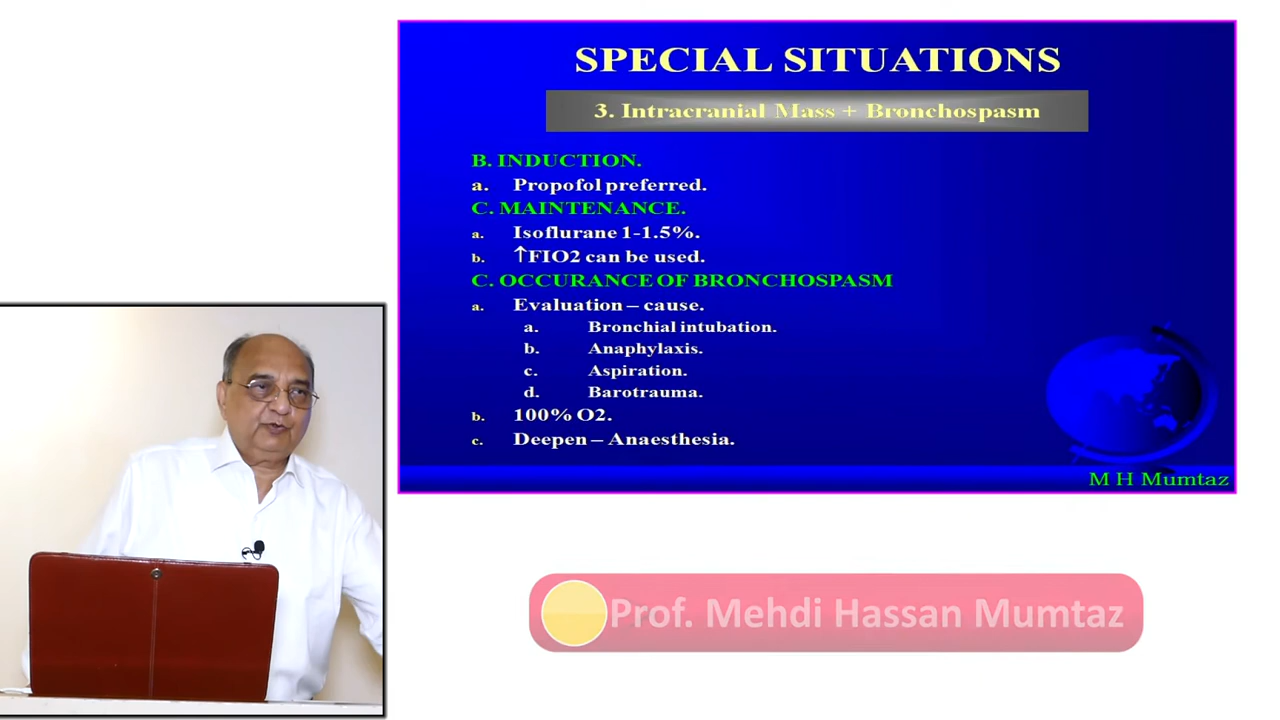 SPECIAL SITUATIONS
3. Intracranial Mass + Bronchospasm
B. INDUCTION.
a. Propofol preferred.
C. MAINTENANCE.
a. Isoflurane 1-1.5%.
b. ↑FIO2 can be used.
C. OCCURANCE OF BRONCHOSPASM
a. Evaluation – cause.
a. Bronchial intubation.
b. Anaphylaxis.
c. Aspiration.
d. Barotrauma.
b. 100% O2.
c. Deepen – Anaesthesia.
M H Mumtaz
Prof. Mehdi Hassan Mumtaz